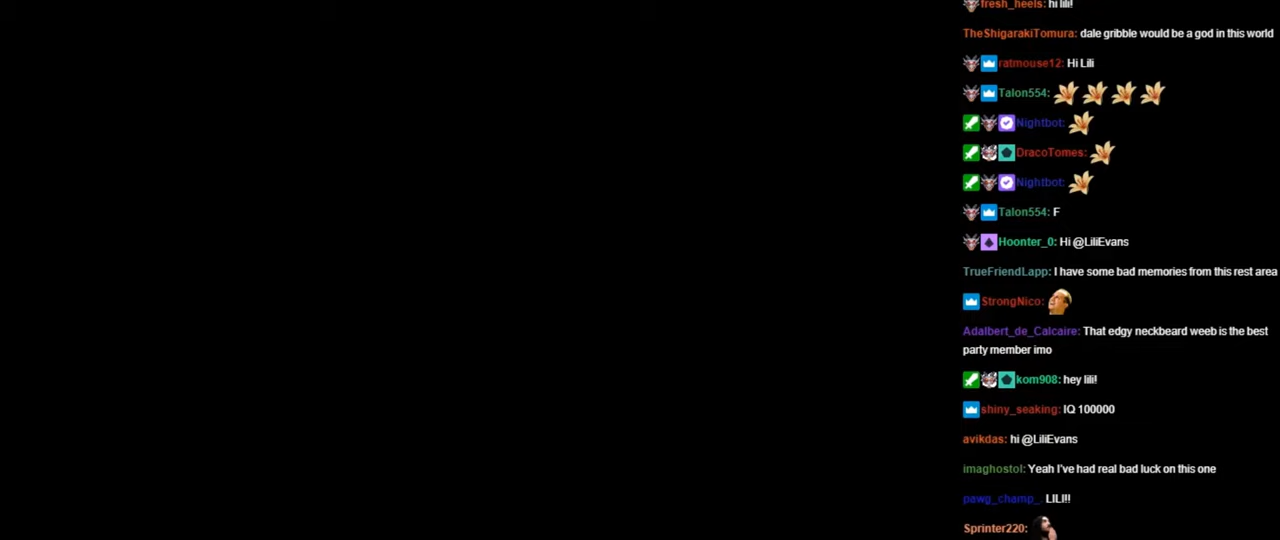 fresh_heels: hi lili!
TheShigarakiTomura: dale gribble would be a god in this world
ratmouse12: Hi Lili
Talon554:
Nightbot:
DracoTomes:
Nightbot:
Talon554: F
Hoonter_0: Hi @LiliEvans
TrueFriendLapp: I have some bad memories from this rest area
StrongNico:
Adalbert_de_Calcaire: That edgy neckbeard weeb is the best
party member imo
kom908: hey lili!
shiny_seaking: IQ 100000
avikdas: hi @LiliEvans
imaghostol: Yeah I've had real bad luck on this one
pawg_champ_: LILI!!
Sprinter220: